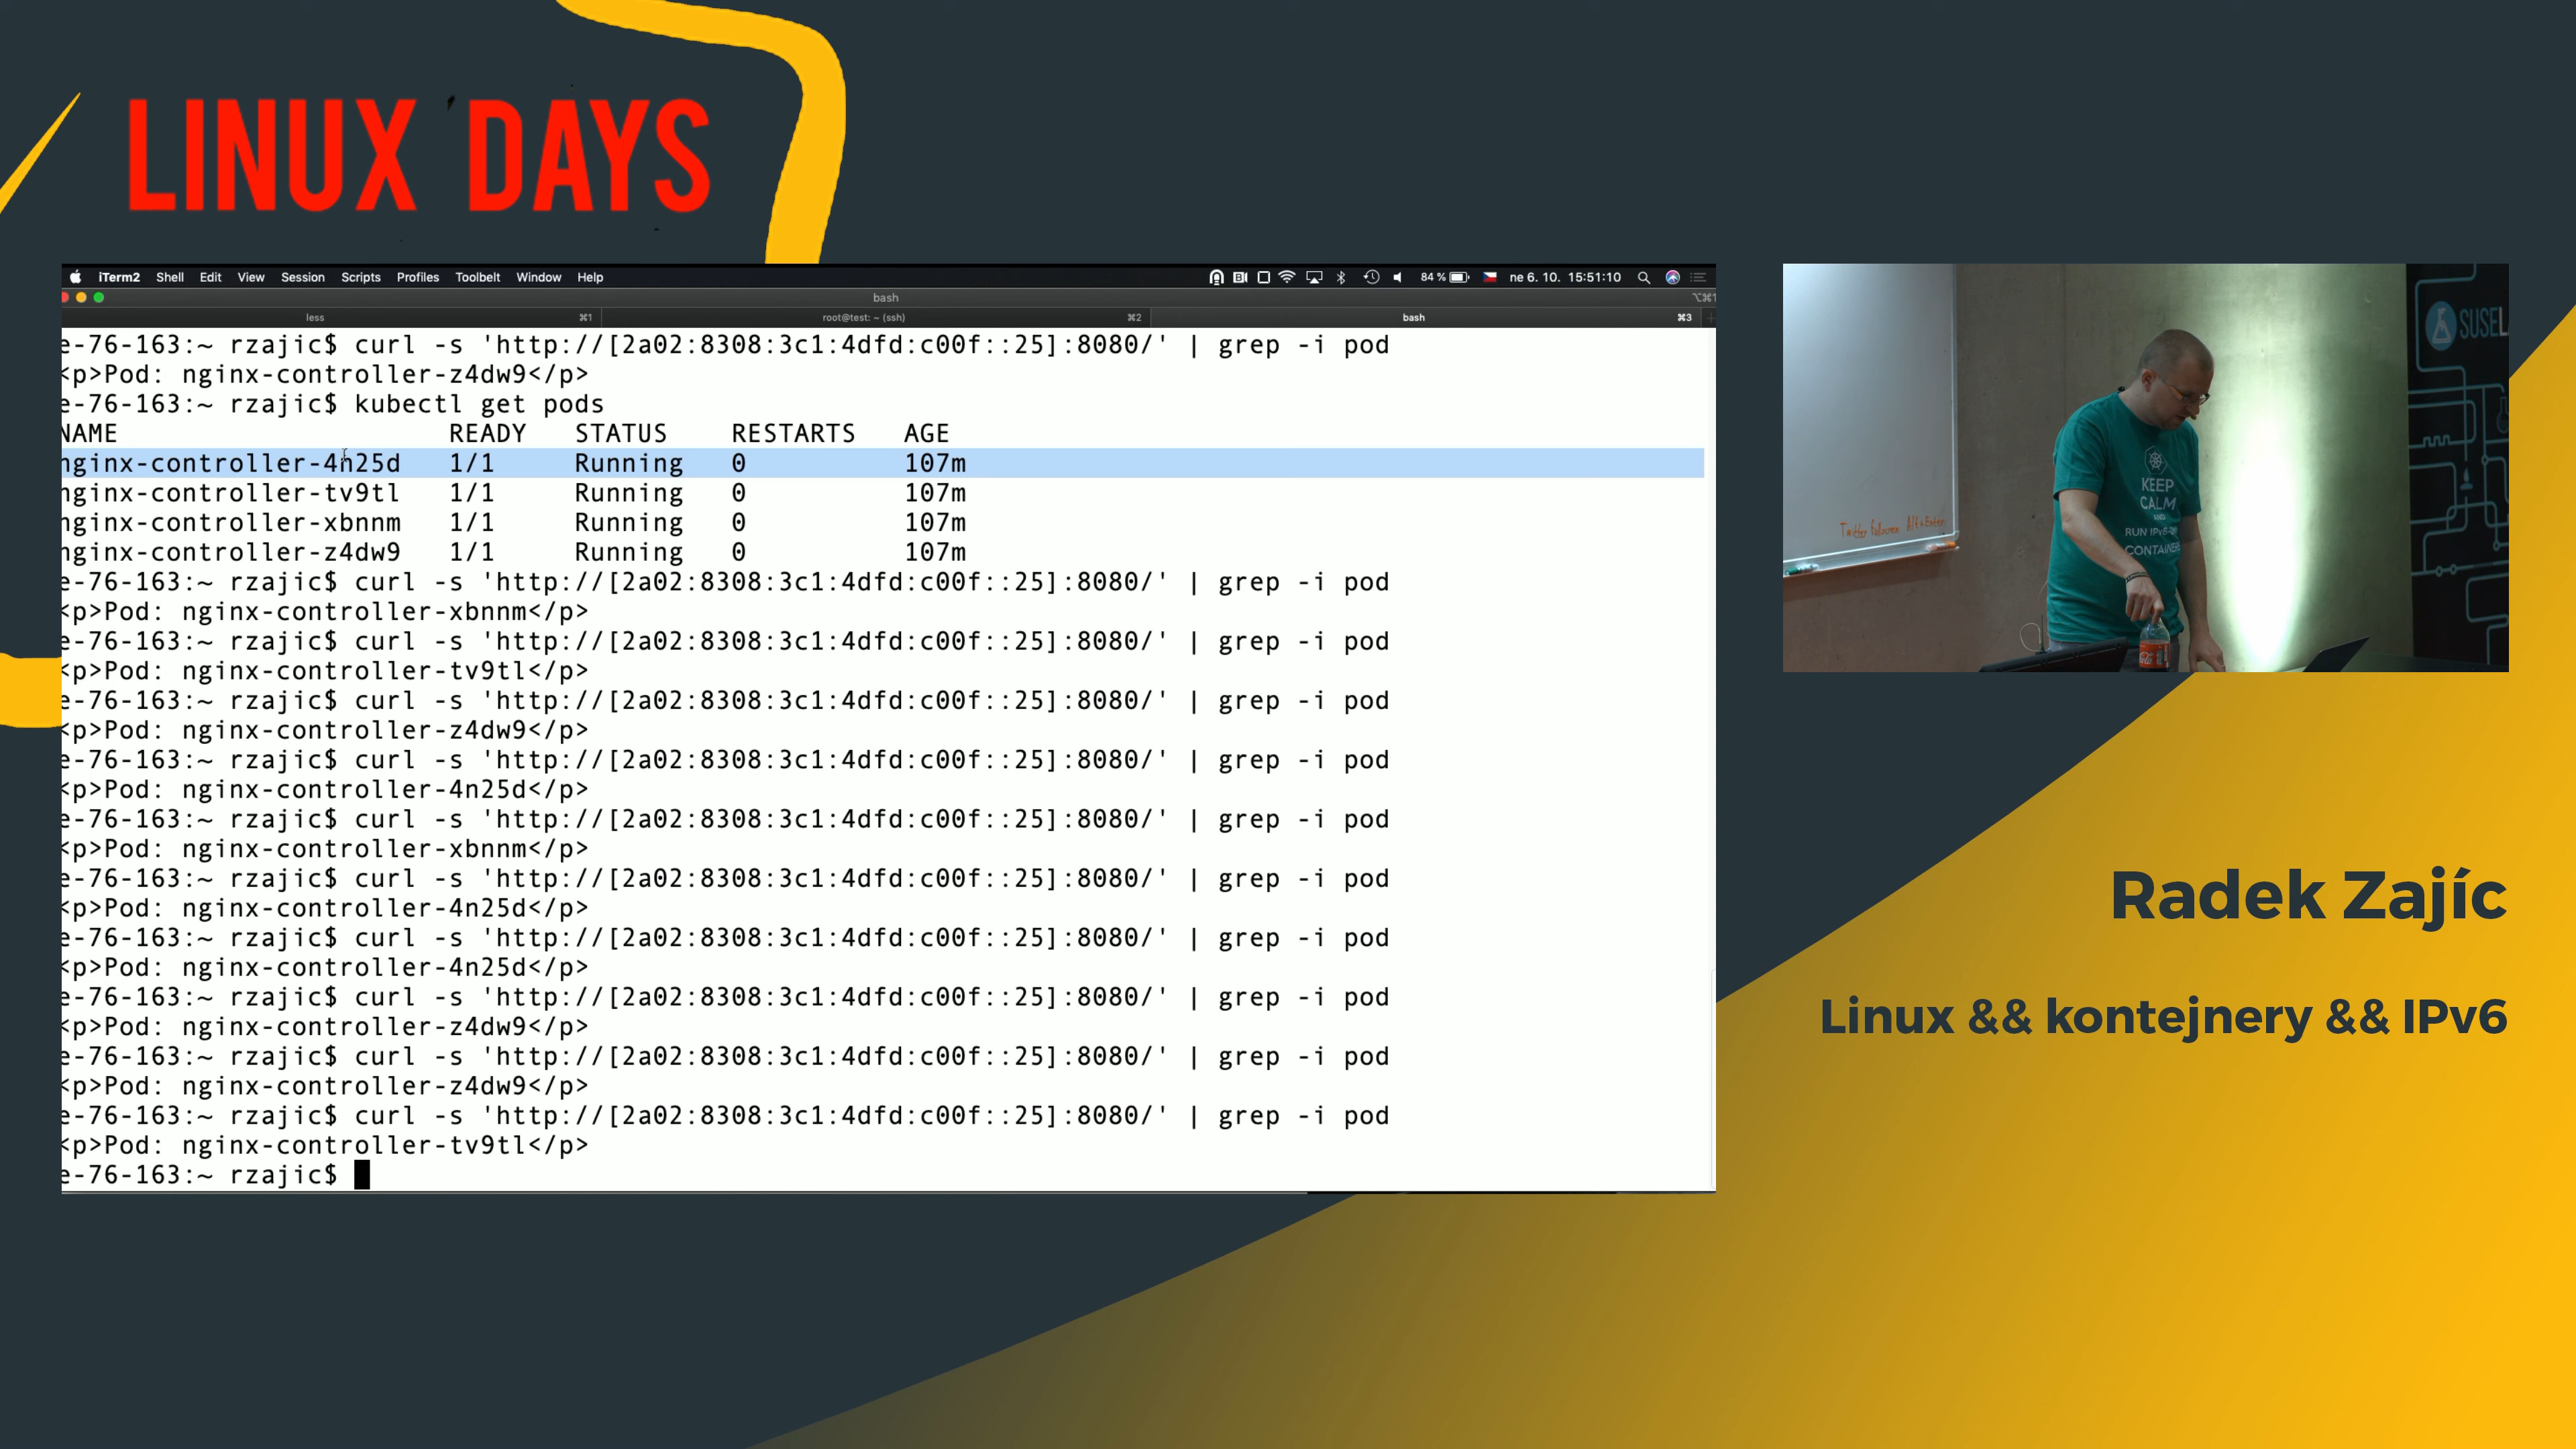 LINUX DAYS
iTerm2 Shell Edit View Session Scripts Profiles Toolbelt Window Help
84 % ne 6. 10. 15:51:10
bash
⌥⌘1
less ⌘1 root@test: ~ (ssh) ⌘2 bash ⌘3
e-76-163:~ rzajic$ curl -s 'http://[2a02:8308:3c1:4dfd:c00f::25]:8080/' | grep -i pod
<p>Pod: nginx-controller-z4dw9</p>
e-76-163:~ rzajic$ kubectl get pods
NAME READY STATUS RESTARTS AGE
nginx-controller-4n25d 1/1 Running 0 107m
nginx-controller-tv9tl 1/1 Running 0 107m
nginx-controller-xbnnm 1/1 Running 0 107m
nginx-controller-z4dw9 1/1 Running 0 107m
e-76-163:~ rzajic$ curl -s 'http://[2a02:8308:3c1:4dfd:c00f::25]:8080/' | grep -i pod
<p>Pod: nginx-controller-xbnnm</p>
e-76-163:~ rzajic$ curl -s 'http://[2a02:8308:3c1:4dfd:c00f::25]:8080/' | grep -i pod
<p>Pod: nginx-controller-tv9tl</p>
e-76-163:~ rzajic$ curl -s 'http://[2a02:8308:3c1:4dfd:c00f::25]:8080/' | grep -i pod
<p>Pod: nginx-controller-z4dw9</p>
e-76-163:~ rzajic$ curl -s 'http://[2a02:8308:3c1:4dfd:c00f::25]:8080/' | grep -i pod
<p>Pod: nginx-controller-4n25d</p>
e-76-163:~ rzajic$ curl -s 'http://[2a02:8308:3c1:4dfd:c00f::25]:8080/' | grep -i pod
<p>Pod: nginx-controller-xbnnm</p>
e-76-163:~ rzajic$ curl -s 'http://[2a02:8308:3c1:4dfd:c00f::25]:8080/' | grep -i pod
<p>Pod: nginx-controller-4n25d</p>
e-76-163:~ rzajic$ curl -s 'http://[2a02:8308:3c1:4dfd:c00f::25]:8080/' | grep -i pod
<p>Pod: nginx-controller-4n25d</p>
e-76-163:~ rzajic$ curl -s 'http://[2a02:8308:3c1:4dfd:c00f::25]:8080/' | grep -i pod
<p>Pod: nginx-controller-z4dw9</p>
e-76-163:~ rzajic$ curl -s 'http://[2a02:8308:3c1:4dfd:c00f::25]:8080/' | grep -i pod
<p>Pod: nginx-controller-z4dw9</p>
e-76-163:~ rzajic$ curl -s 'http://[2a02:8308:3c1:4dfd:c00f::25]:8080/' | grep -i pod
<p>Pod: nginx-controller-tv9tl</p>
e-76-163:~ rzajic$
SUSEL
KEEP
CALM
AND
RUN IPv6-
CONTAINE
Twitter Alt+Enter
Radek Zajíc
Linux && kontejnery && IPv6